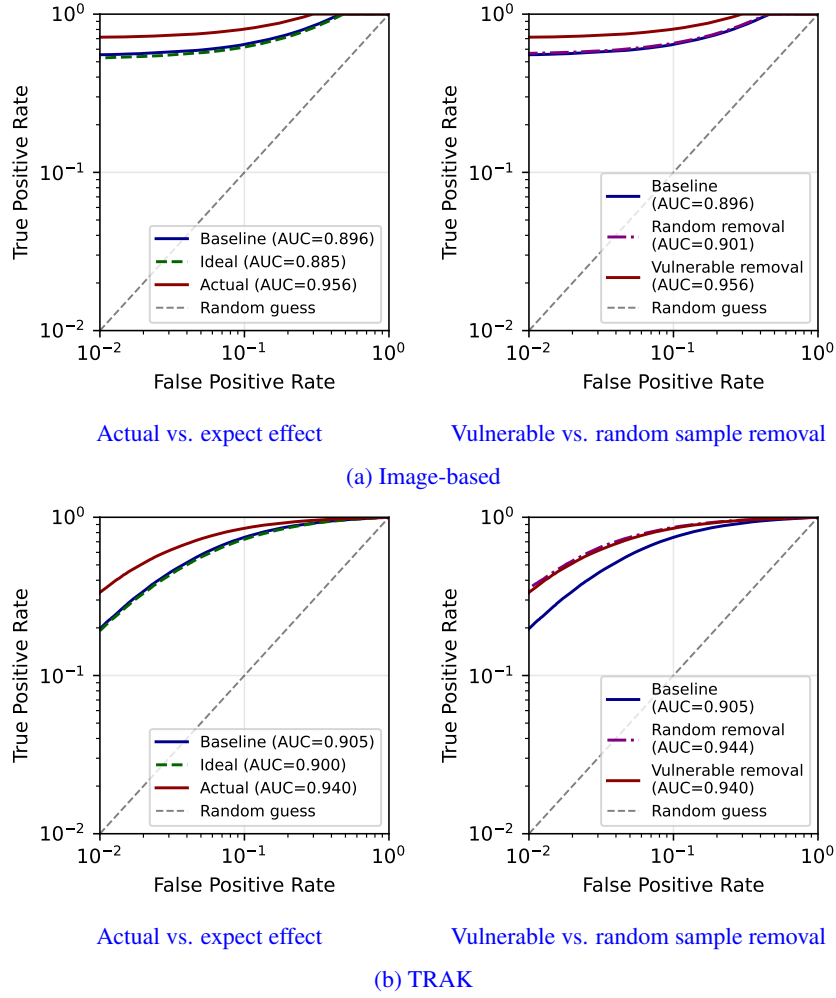 10^0
10^-1
10^-2
True Positive Rate
Baseline (AUC=0.896)
Ideal (AUC=0.885)
Actual (AUC=0.956)
Random guess
10^-2
10^-1
10^0
False Positive Rate
Actual vs. expect effect
10^0
10^-1
10^-2
True Positive Rate
Baseline
(AUC=0.896)
Random removal
(AUC=0.901)
Vulnerable removal
(AUC=0.956)
Random guess
10^-2
10^-1
10^0
False Positive Rate
Vulnerable vs. random sample removal
(a) Image-based
10^0
10^-1
10^-2
True Positive Rate
Baseline (AUC=0.905)
Ideal (AUC=0.900)
Actual (AUC=0.940)
Random guess
10^-2
10^-1
10^0
False Positive Rate
Actual vs. expect effect
10^0
10^-1
10^-2
True Positive Rate
Baseline
(AUC=0.905)
Random removal
(AUC=0.944)
Vulnerable removal
(AUC=0.940)
Random guess
10^-2
10^-1
10^0
False Positive Rate
Vulnerable vs. random sample removal
(b) TRAK